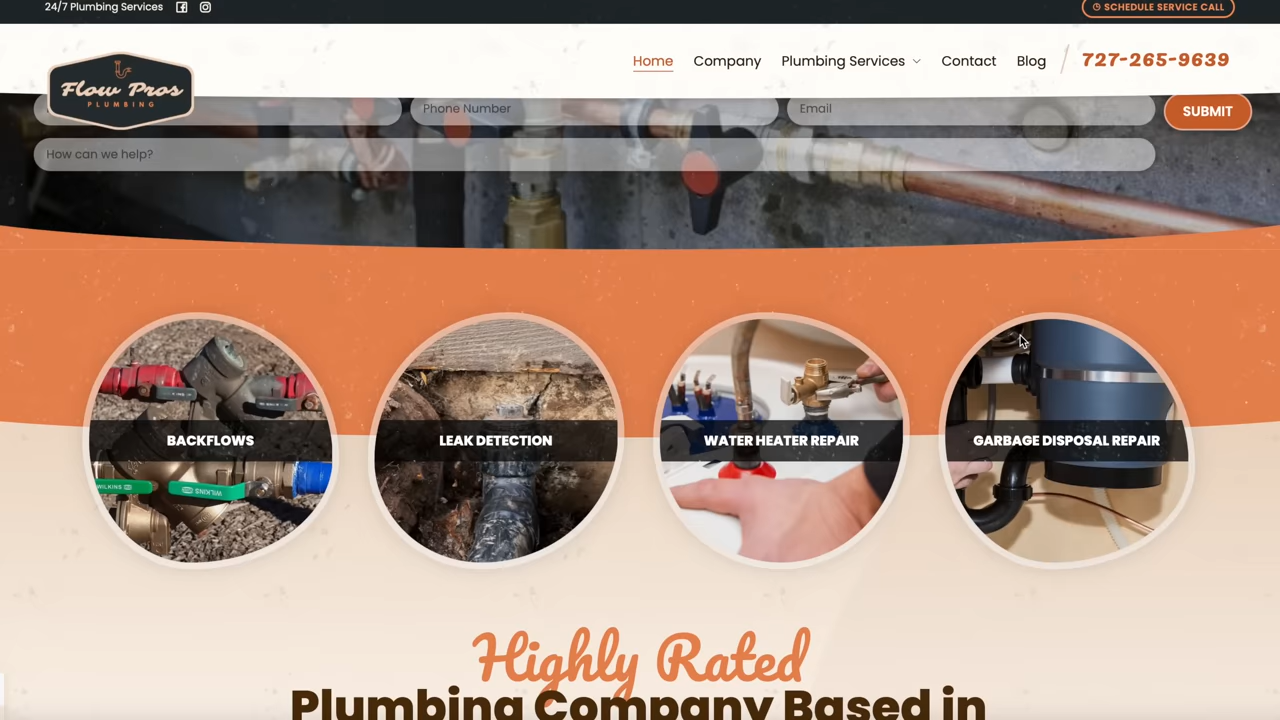 24/7 Plumbing Services
SCHEDULE SERVICE CALL
Flow Pros
PLUMBING
Home
Company
Plumbing Services
Contact
Blog
727-265-9639
Phone Number
Email
SUBMIT
How can we help?
BACKFLOWS
LEAK DETECTION
WATER HEATER REPAIR
GARBAGE DISPOSAL REPAIR
WILKINS
WILKINS
Highly Rated
Plumbing Company Based in